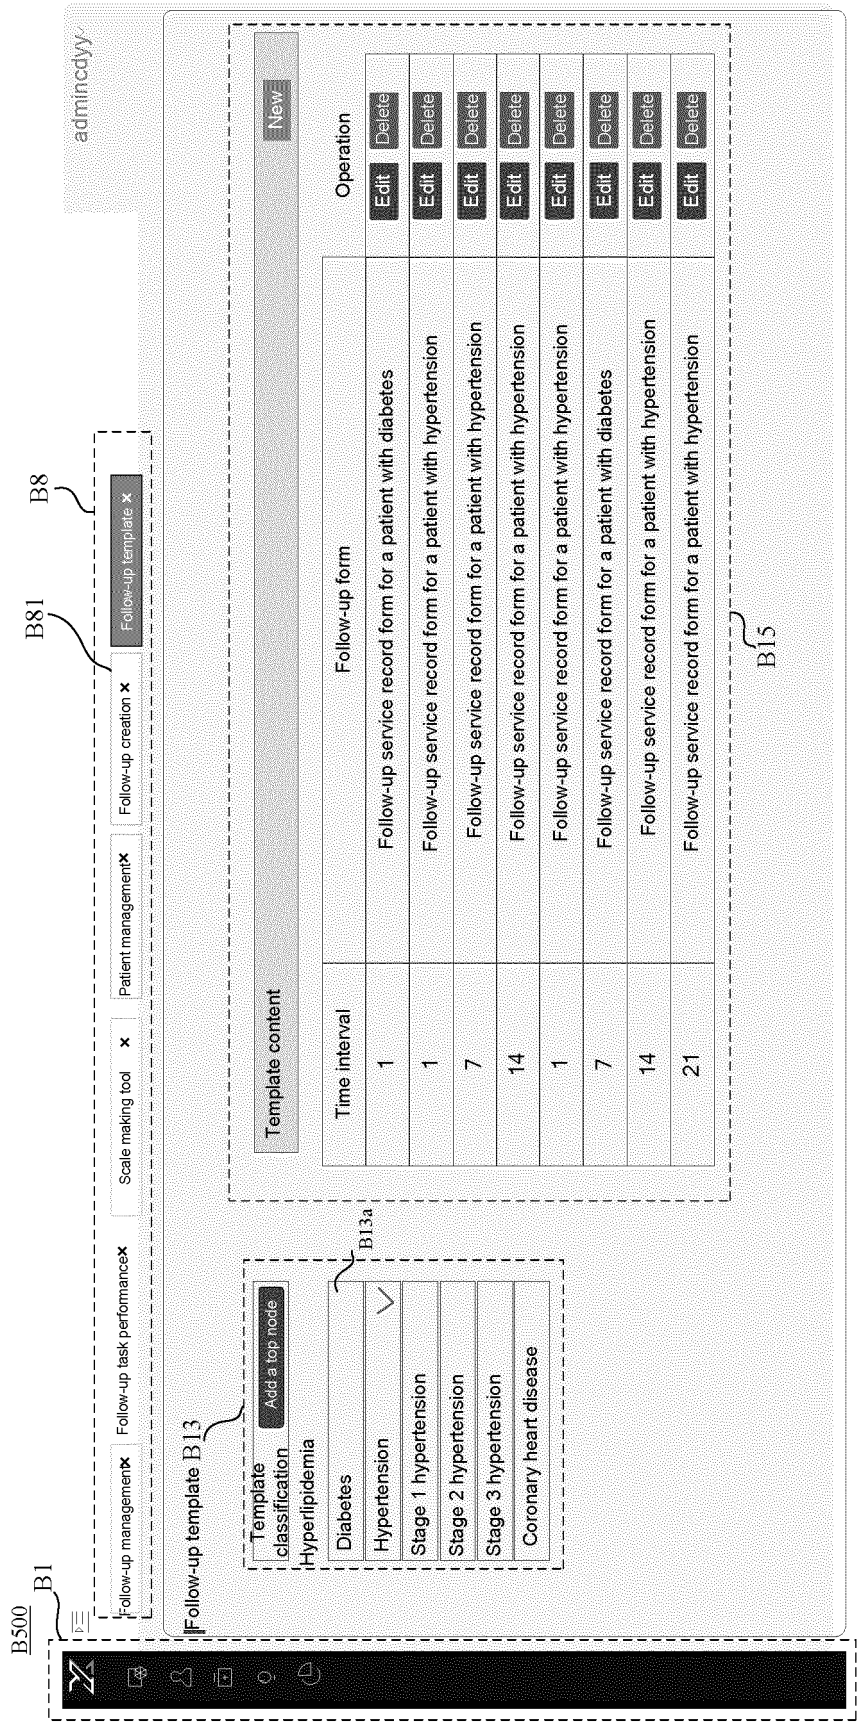 B500
B1
B8
B81
admincdyy
Follow-up management×
Follow-up task performance×
Scale making tool ×
Patient management×
Follow-up creation ×
Follow-up template ×
Follow-up template
B13
Template classification
Add a top node
Hyperlipidemia
Diabetes
B13a
Hypertension
Stage 1 hypertension
Stage 2 hypertension
Stage 3 hypertension
Coronary heart disease
Template content New
Time interval Follow-up form Operation
1 Follow-up service record form for a patient with diabetes Edit Delete
1 Follow-up service record form for a patient with hypertension Edit Delete
7 Follow-up service record form for a patient with hypertension Edit Delete
14 Follow-up service record form for a patient with hypertension Edit Delete
1 Follow-up service record form for a patient with hypertension Edit Delete
7 Follow-up service record form for a patient with diabetes Edit Delete
14 Follow-up service record form for a patient with hypertension Edit Delete
21 Follow-up service record form for a patient with hypertension Edit Delete
B15